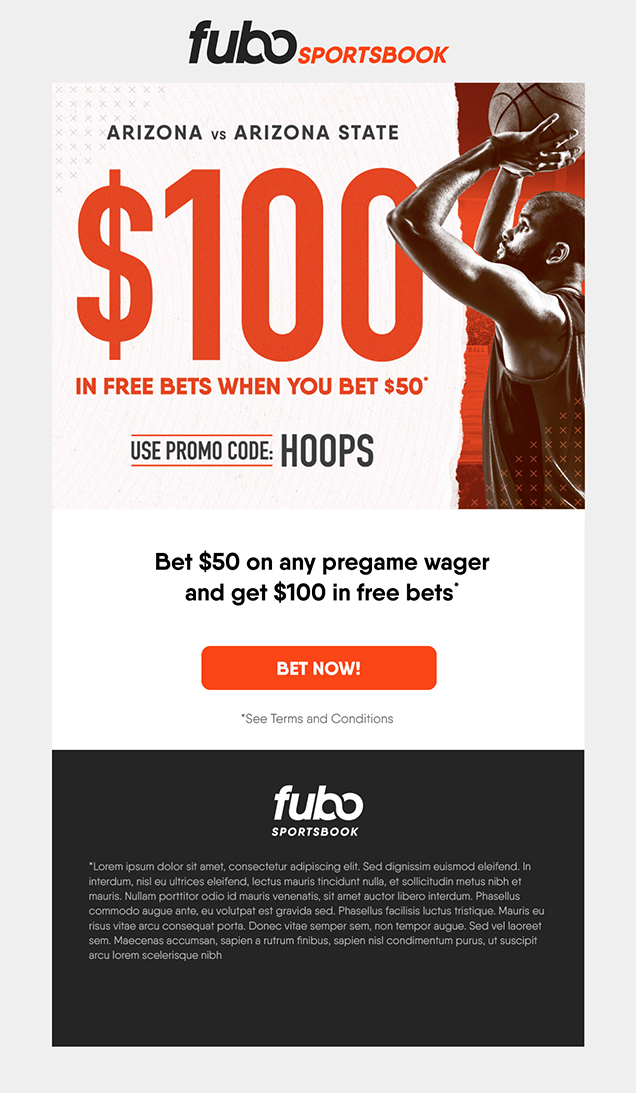 fubo SPORTSBOOK
ARIZONA VS ARIZONA STATE
$100
IN FREE BETS WHEN YOU BET $50*
USE PROMO CODE: HOOPS
Bet $50 on any pregame wager
and get $100 in free bets*
BET NOW!
*See Terms and Conditions
fubo
SPORTSBOOK
*Lorem ipsum dolor sit amet, consectetur adipiscing elit. Sed dignissim euismod eleifend. In
interdum, nisl eu ultrices eleifend, lectus mauris tincidunt nulla, et sollicitudin metus nibh et
mauris. Nullam porttitor odio id mauris venenatis, sit amet auctor libero interdum. Phasellus
commodo augue ante, eu volutpat est gravida sed. Phasellus facilisis luctus tristique. Mauris eu
risus vitae arcu consequat porta. Donec vitae semper sem, non tempor augue. Sed vel laoreet
sem. Maecenas accumsan, sapien a rutrum finibus, sapien nisl condimentum purus, ut suscipit
arcu lorem scelerisque nibh